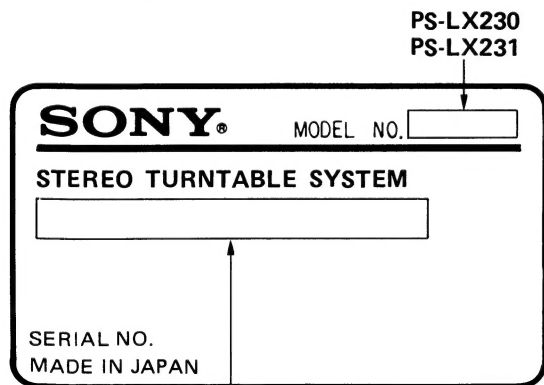 PS-LX230
PS-LX231
SONY® MODEL NO.
STEREO TURNTABLE SYSTEM
SERIAL NO.
MADE IN JAPAN